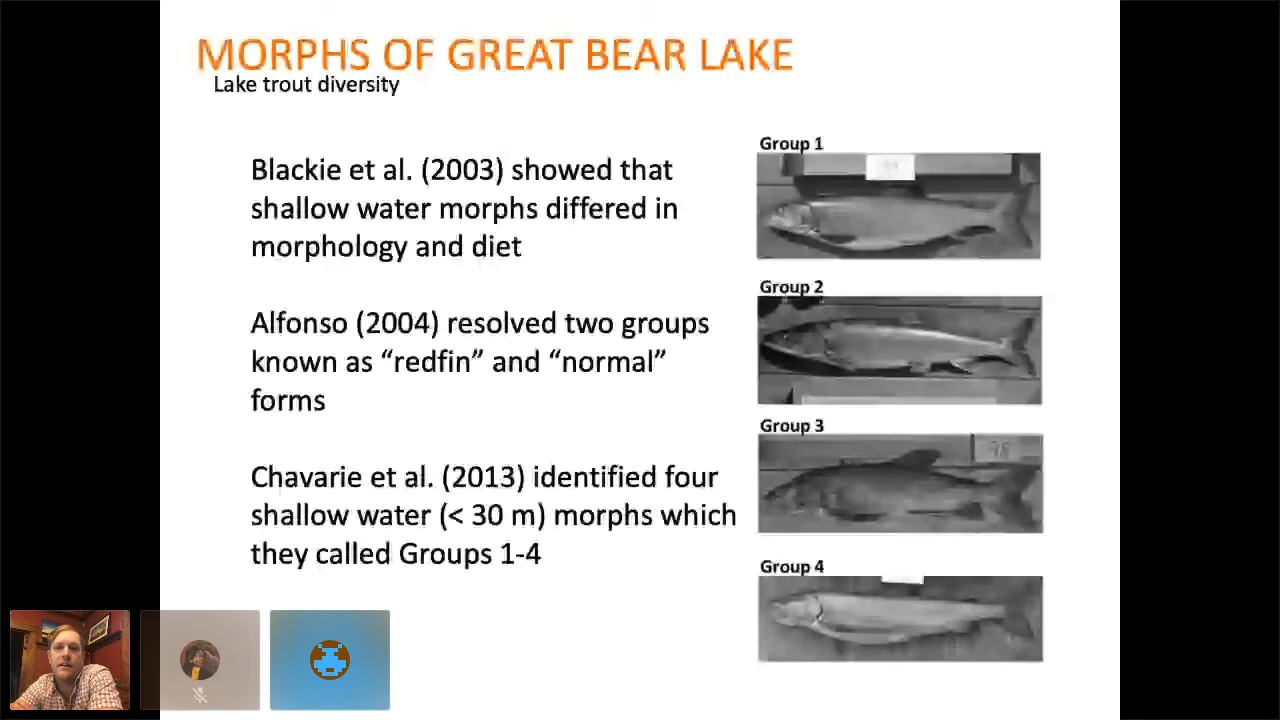 MORPHS OF GREAT BEAR LAKE
Lake trout diversity
Blackie et al. (2003) showed that
shallow water morphs differed in
morphology and diet
Alfonso (2004) resolved two groups
known as “redfin” and “normal”
forms
Chavarie et al. (2013) identified four
shallow water (< 30 m) morphs which
they called Groups 1-4
Group 1
Group 2
Group 3
Group 4